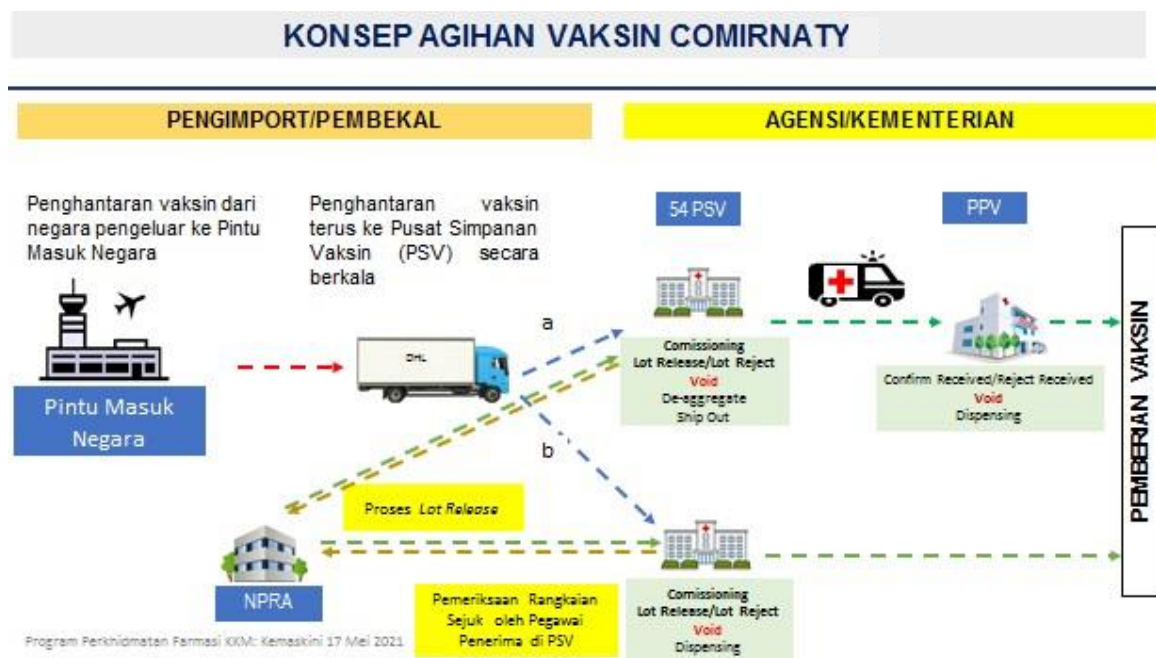 KONSEP AGIHAN VAKSIN COMIRNATY
PENGIMPORT/PEMBEKAL
AGENSI/KEMENTERIAN
Penghantaran vaksin dari
negara pengeluar ke Pintu
Masuk Negara
Penghantaran vaksin
terus ke Pusat Simpanan
Vaksin (PSV) secara
berkala
54 PSV
PPV
a
DHL
Comissioning
Lot Release/Lot Reject
Void
De-aggregate
Ship Out
Confirm Received/Reject Received
Void
Dispensing
PEMBERIAN VAKSIN
Pintu Masuk
Negara
b
Proses Lot Release
NPRA
Pemeriksaan Rangkaian
Sejuk oleh Pegawai
Penerima di PSV
Comissioning
Lot Release/Lot Reject
Void
Dispensing
Program Perkhidmatan Farmasi KKM: Kemaskini 17 Mei 2021